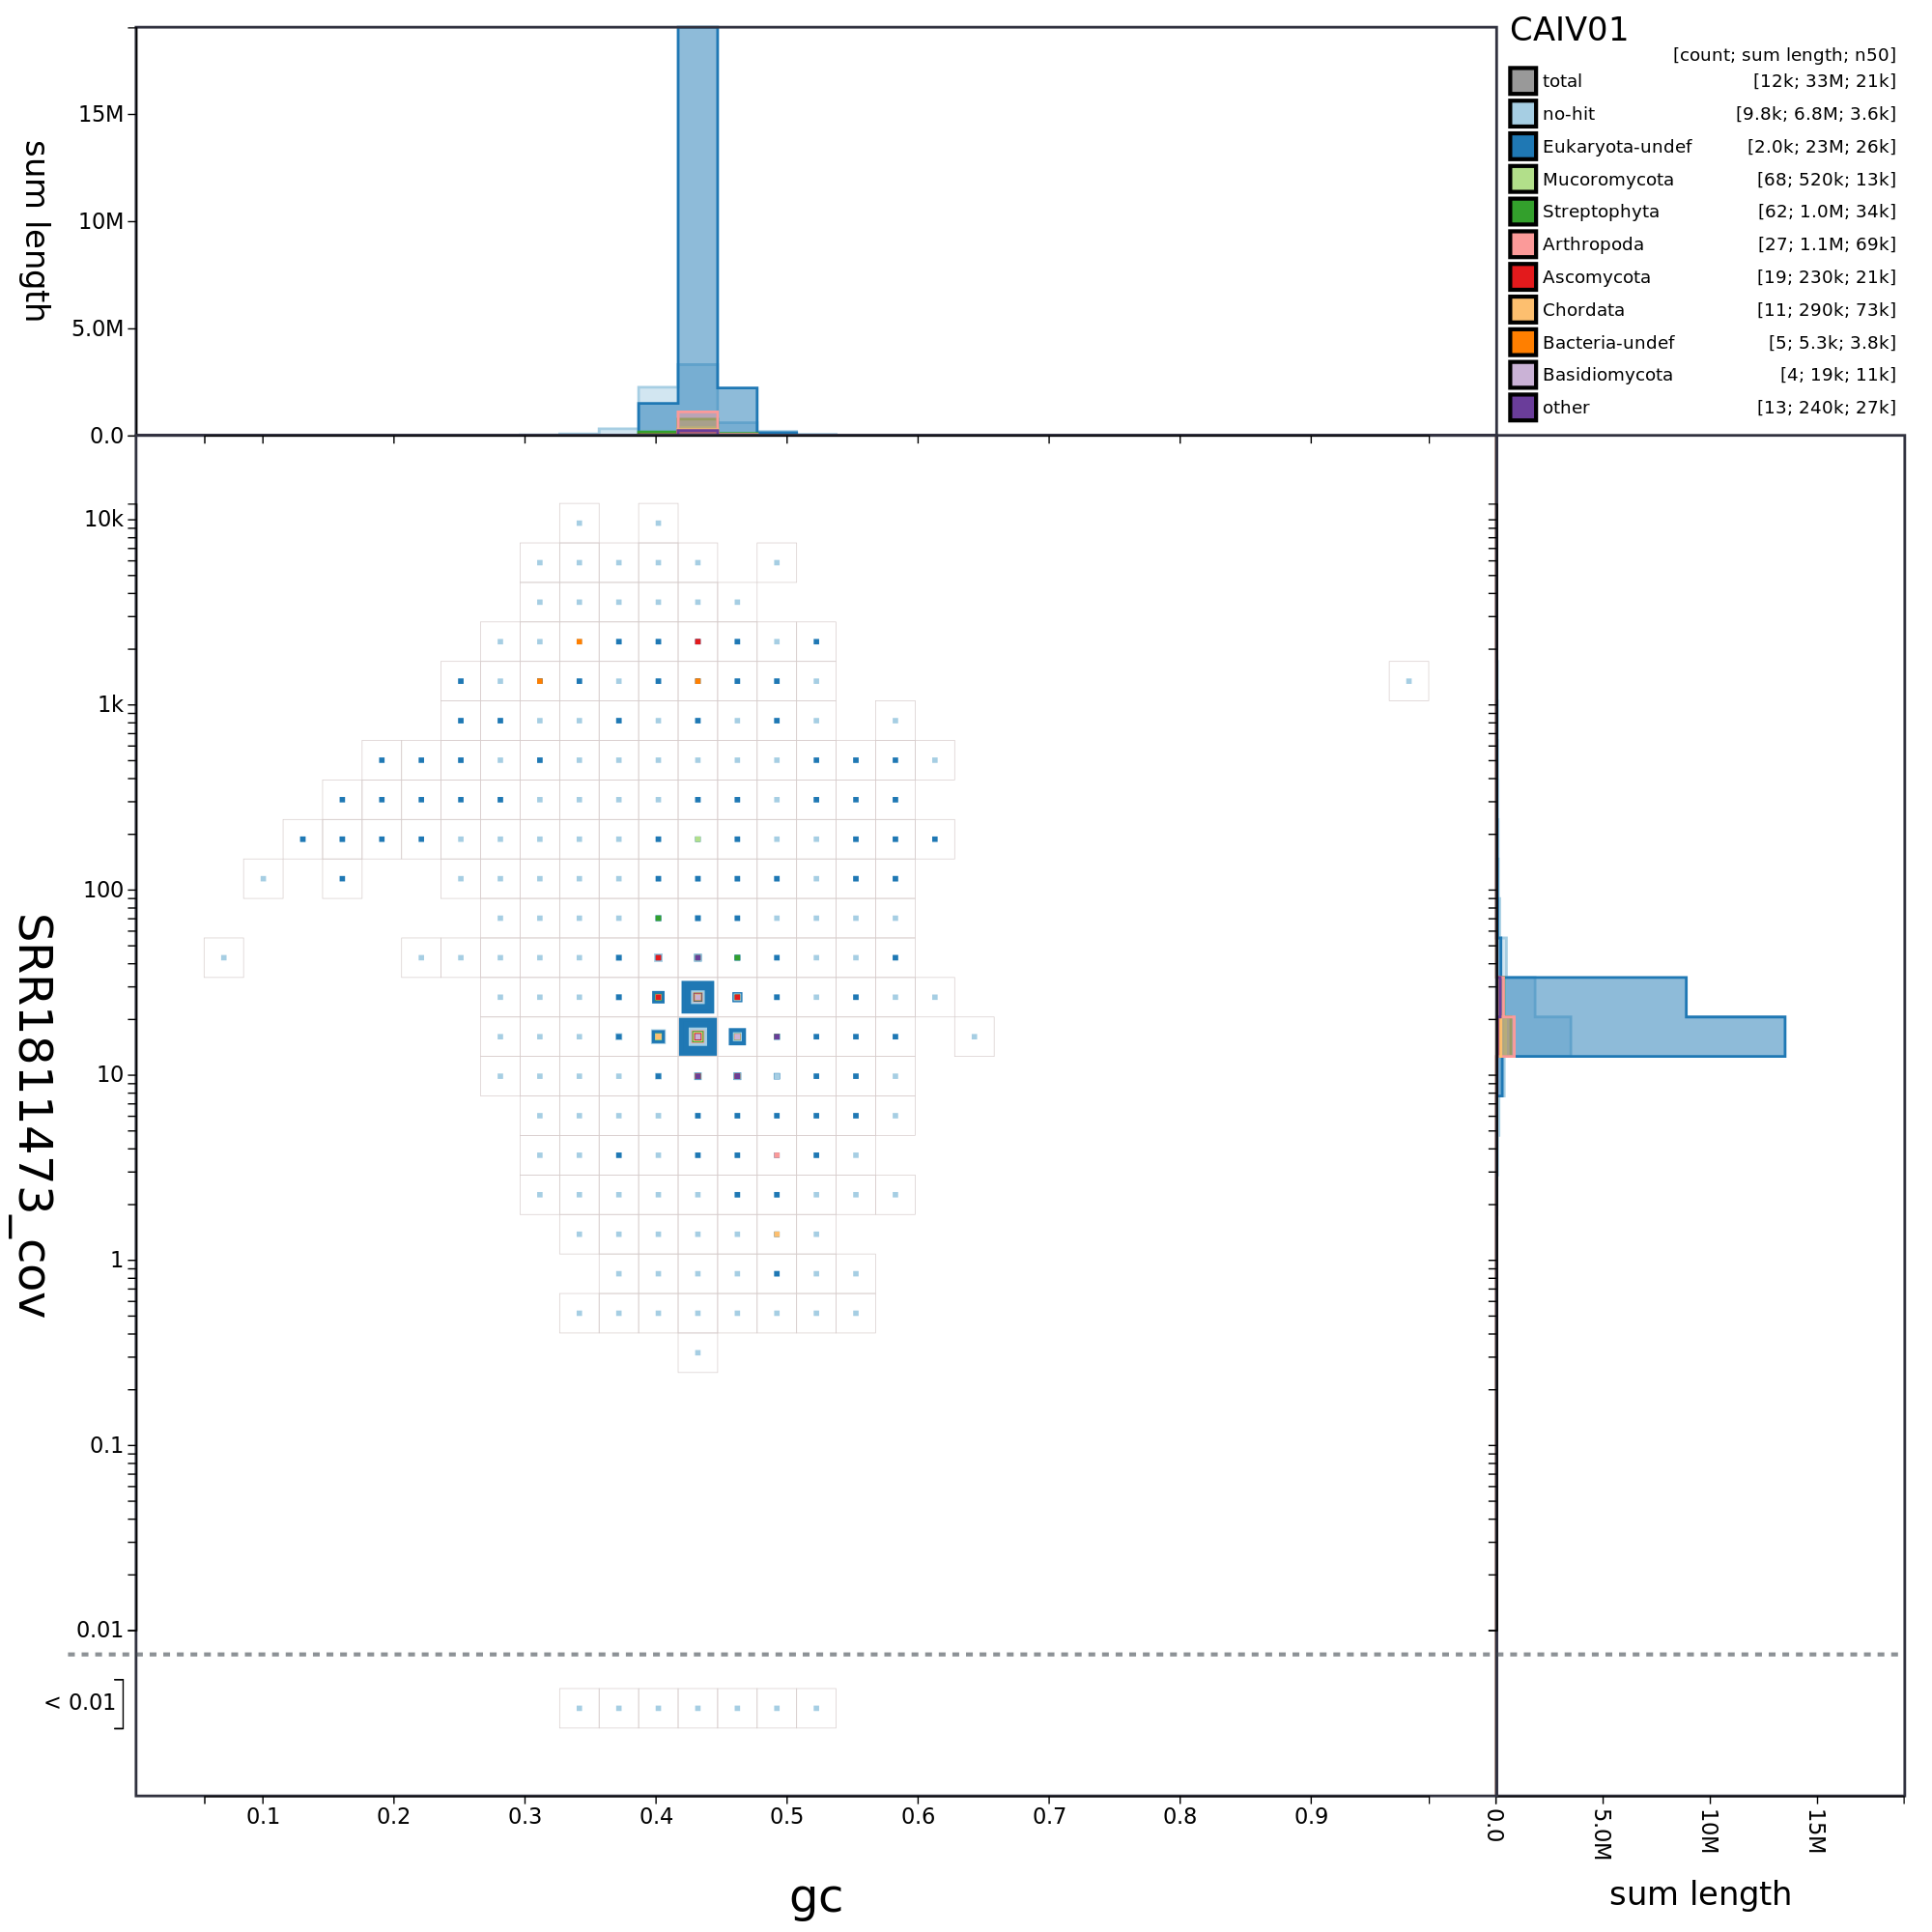 CAIV01
[count; sum length; n50]
total [12k; 33M; 21k]
no-hit [9.8k; 6.8M; 3.6k]
Eukaryota-undef [2.0k; 23M; 26k]
Mucoromycota [68; 520k; 13k]
Streptophyta [62; 1.0M; 34k]
Arthropoda [27; 1.1M; 69k]
Ascomycota [19; 230k; 21k]
Chordata [11; 290k; 73k]
Bacteria-undef [5; 5.3k; 3.8k]
Basidiomycota [4; 19k; 11k]
other [13; 240k; 27k]
sum length
15M
10M
5.0M
0.0
SRR1811473_cov
10k
1k
100
10
1
0.1
0.01
< 0.01
0.1 0.2 0.3 0.4 0.5 0.6 0.7 0.8 0.9
gc
0.0 5.0M 10M 15M
sum length